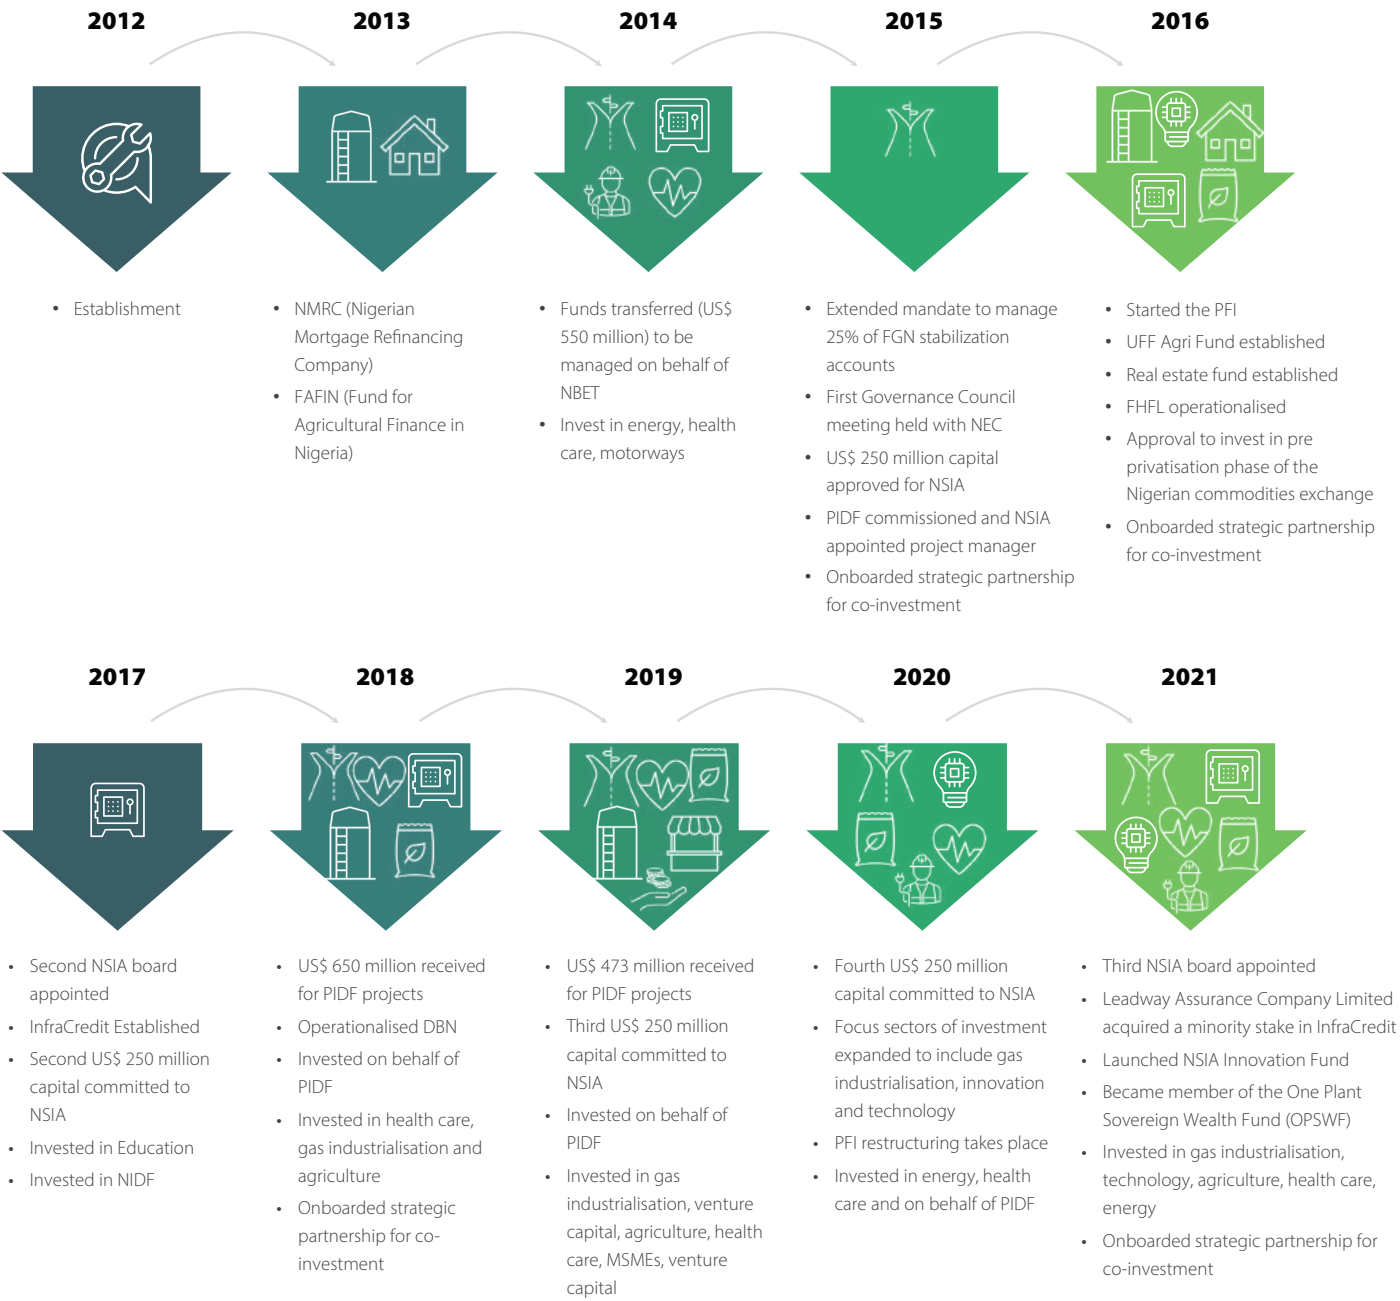 2012
2013
2014
2015
2016
• Establishment
• NMRC (Nigerian
Mortgage Refinancing
Company)
• FAFIN (Fund for
Agricultural Finance in
Nigeria)
• Funds transferred (US$
550 million) to be
managed on behalf of
NBET
• Invest in energy, health
care, motorways
• Extended mandate to manage
25% of FGN stabilization
accounts
• First Governance Council
meeting held with NEC
• US$ 250 million capital
approved for NSIA
• PIDF commissioned and NSIA
appointed project manager
• Onboarded strategic partnership
for co-investment
• Started the PFI
• UFF Agri Fund established
• Real estate fund established
• FHFL operationalised
• Approval to invest in pre
privatisation phase of the
Nigerian commodities exchange
• Onboarded strategic partnership
for co-investment
2017
2018
2019
2020
2021
• Second NSIA board
appointed
• InfraCredit Established
• Second US$ 250 million
capital committed to
NSIA
• Invested in Education
• Invested in NIDF
• US$ 650 million received
for PIDF projects
• Operationalised DBN
• Invested on behalf of
PIDF
• Invested in health care,
gas industrialisation and
agriculture
• Onboarded strategic
partnership for co-
investment
• US$ 473 million received
for PIDF projects
• Third US$ 250 million
capital committed to
NSIA
• Invested on behalf of
PIDF
• Invested in gas
industrialisation, venture
capital, agriculture, health
care, MSMEs, venture
capital
• Fourth US$ 250 million
capital committed to NSIA
• Focus sectors of investment
expanded to include gas
industrialisation, innovation
and technology
• PFI restructuring takes place
• Invested in energy, health
care and on behalf of PIDF
• Third NSIA board appointed
• Leadway Assurance Company Limited
acquired a minority stake in InfraCredit
• Launched NSIA Innovation Fund
• Became member of the One Plant
Sovereign Wealth Fund (OPSWF)
• Invested in gas industrialisation,
technology, agriculture, health care,
energy
• Onboarded strategic partnership for
co-investment